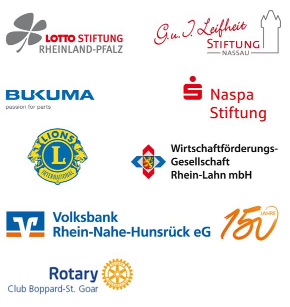 LOTTO STIFTUNG
RHEINLAND-PFALZ
G. u. I. Leifheit
STIFTUNG
NASSAU
BUKUMA
passion for parts
Naspa
Stiftung
LIONS
L
INTERNATIONAL
Wirtschaftförderungs-
Gesellschaft
Rhein-Lahn mbH
Volksbank
Rhein-Nahe-Hunsrück eG
150 JAHRE
Rotary
Club Boppard-St. Goar